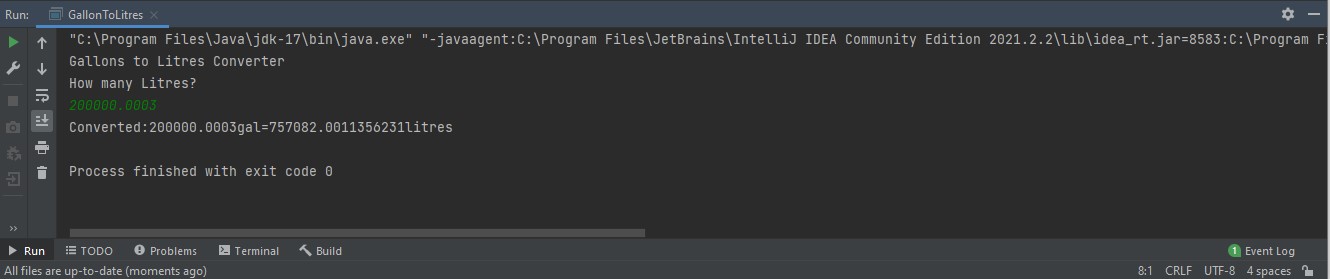 Run: GallonToLitres
"C:\Program Files\Java\jdk-17\bin\java.exe" "-javaagent:C:\Program Files\JetBrains\IntelliJ IDEA Community Edition 2021.2.2\lib\idea_rt.jar=8583:C:\Program Fi
Gallons to Litres Converter
How many Litres?
200000.0003
Converted:200000.0003gal=757082.0011356231litres
Process finished with exit code 0
Run TODO Problems Terminal Build 1 Event Log
All files are up-to-date (moments ago) 8:1 CRLF UTF-8 4 spaces